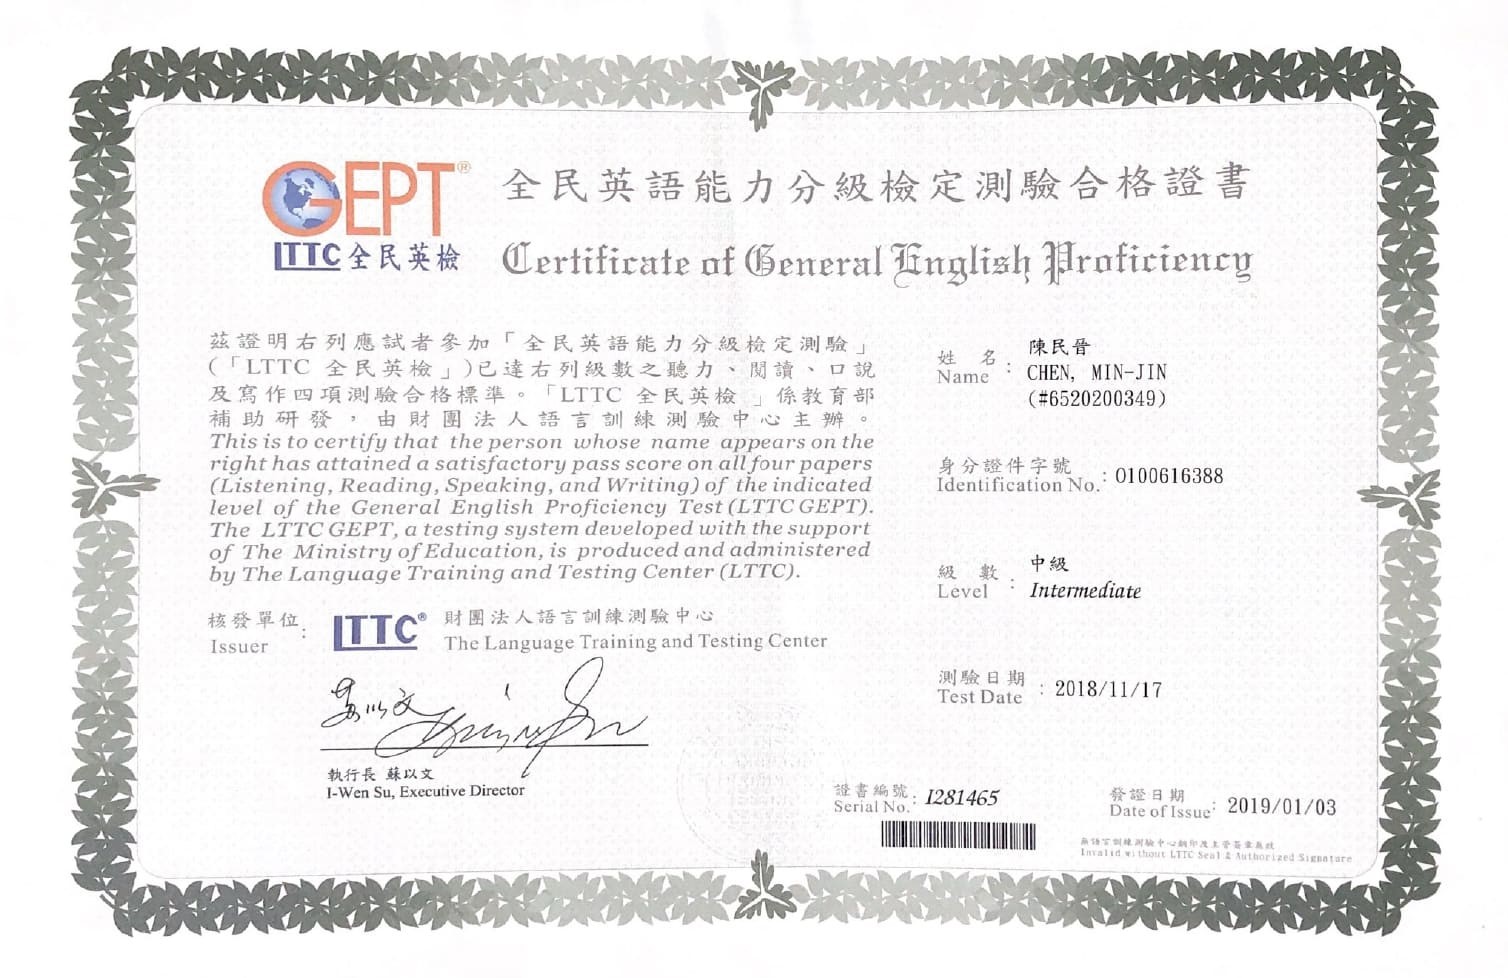 GEPT®
LTTC 全民英檢
全民英語能力分級檢定測驗合格證書
Certificate of General English Proficiency
茲證明右列應試者參加「全民英語能力分級檢定測驗」
(「LTTC 全民英檢」)已達右列級數之聽力、閱讀、口說
及寫作四項測驗合格標準。「LTTC 全民英檢」係教育部
補助研發，由財團法人語言訓練測驗中心主辦。
This is to certify that the person whose name appears on the
right has attained a satisfactory pass score on all four papers
(Listening, Reading, Speaking, and Writing) of the indicated
level of the General English Proficiency Test (LTTC GEPT).
The LTTC GEPT, a testing system developed with the support
of The Ministry of Education, is produced and administered
by The Language Training and Testing Center (LTTC).
核發單位：
Issuer
LTTC® 財團法人語言訓練測驗中心
The Language Training and Testing Center
執行長 蘇以文
I-Wen Su, Executive Director
姓名： 陳民晉
Name CHEN, MIN-JIN
(#6520200349)
身分證件字號
Identification No.: 0100616388
級數： 中級
Level Intermediate
測驗日期
Test Date : 2018/11/17
證書編號：
Serial No. 1281465
發證日期
Date of Issue: 2019/01/03
無語言訓練測驗中心鋼印及主管簽章無效
Invalid without LTTC Seal & Authorized Signature